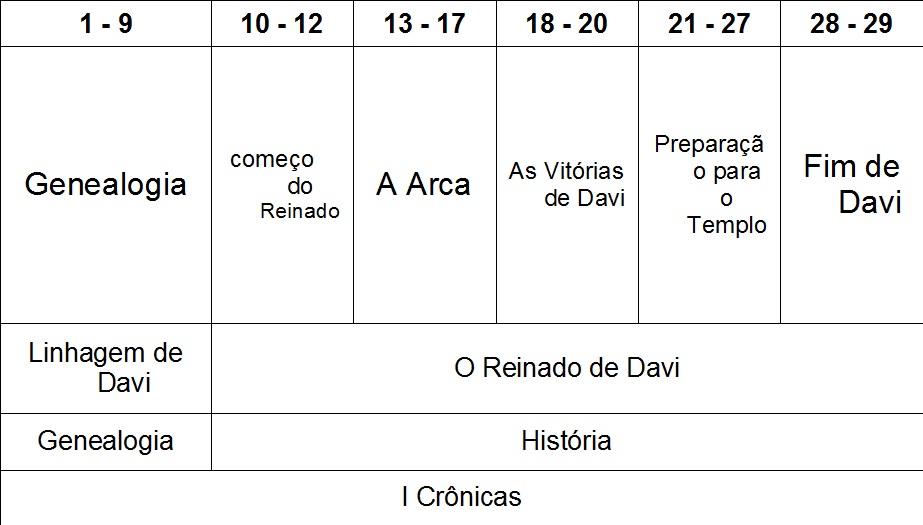 1 - 9
10 - 12
13 - 17
18 - 20
21 - 27
28 - 29
Genealogia
começo
do
Reinado
A Arca
As Vitórias
de Davi
Preparaçã
o para
o
Templo
Fim de
Davi
Linhagem de
Davi
O Reinado de Davi
Genealogia
História
I Crônicas